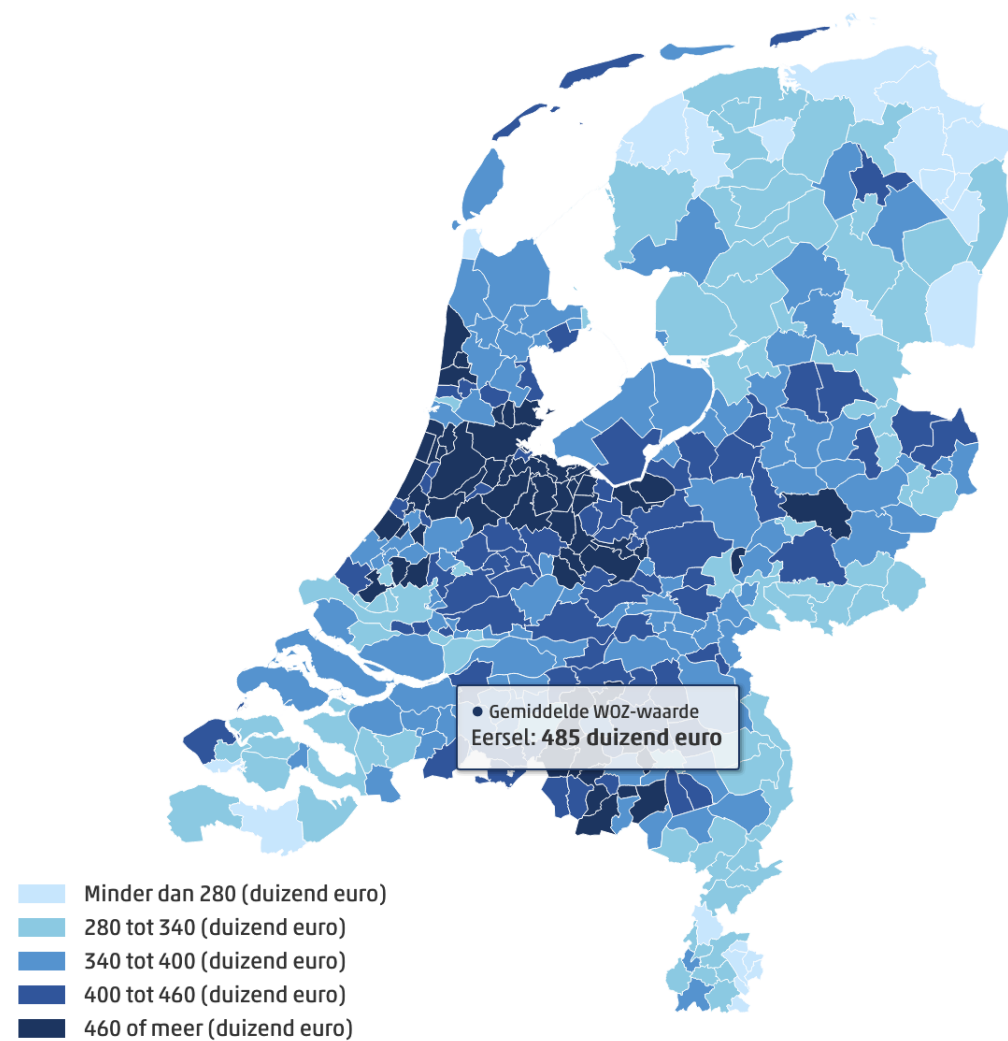 Gemiddelde WOZ-waarde
Eersel: 485 duizend euro
Minder dan 280 (duizend euro)
280 tot 340 (duizend euro)
340 tot 400 (duizend euro)
400 tot 460 (duizend euro)
460 of meer (duizend euro)